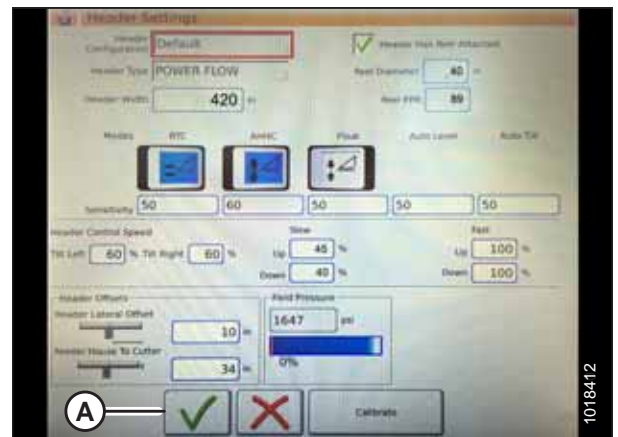 Header Settings
Header Configuration Default
Header Has Reel Attached
Header Type POWER FLOW
Reel Diameter 40 in
Header Width 420 in
Reel PPR 89
Modes RTC AHHC Float Auto Level Auto Tilt
Sensitivity 50 60 50 50 50
Header Control Speed
Slow Fast
Tilt Left 60 % Tilt Right 60 % Up 45 % Up 100 %
Down 40 % Down 100 %
Header Offsets Field Pressure
Header Lateral Offset 1647 psi
10 in
Feeder House To Cutter 0%
34 in
A
Calibrate
1018412